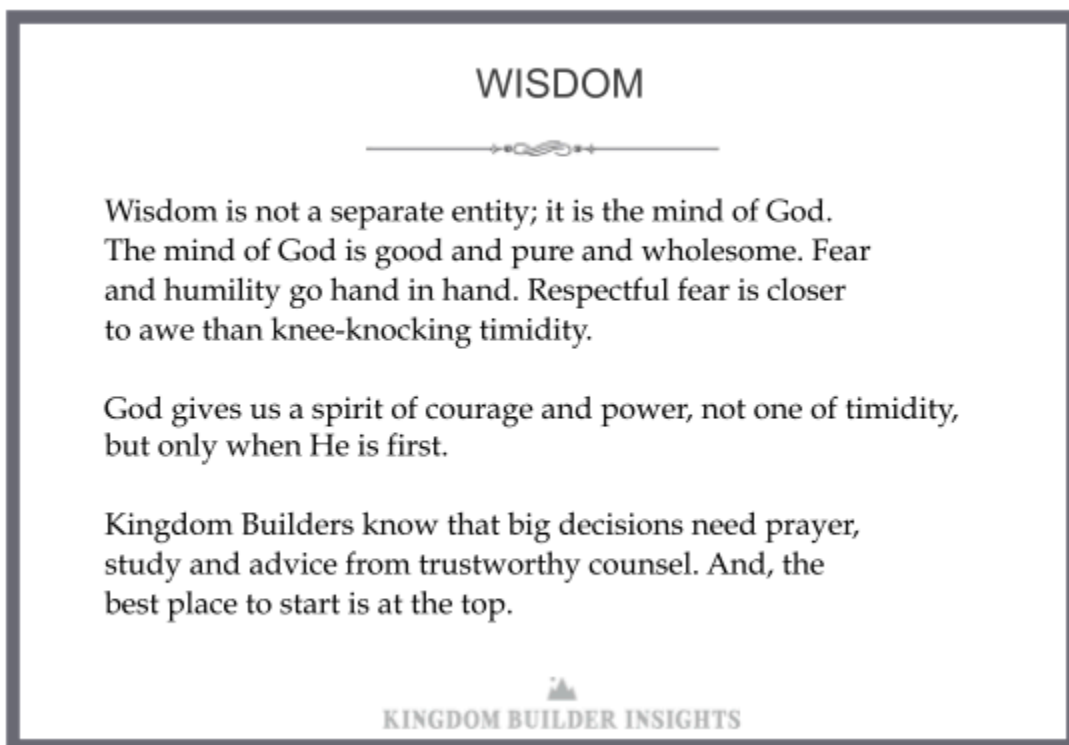 WISDOM
Wisdom is not a separate entity; it is the mind of God.
The mind of God is good and pure and wholesome. Fear
and humility go hand in hand. Respectful fear is closer
to awe than knee-knocking timidity.
God gives us a spirit of courage and power, not one of timidity,
but only when He is first.
Kingdom Builders know that big decisions need prayer,
study and advice from trustworthy counsel. And, the
best place to start is at the top.
KINGDOM BUILDER INSIGHTS